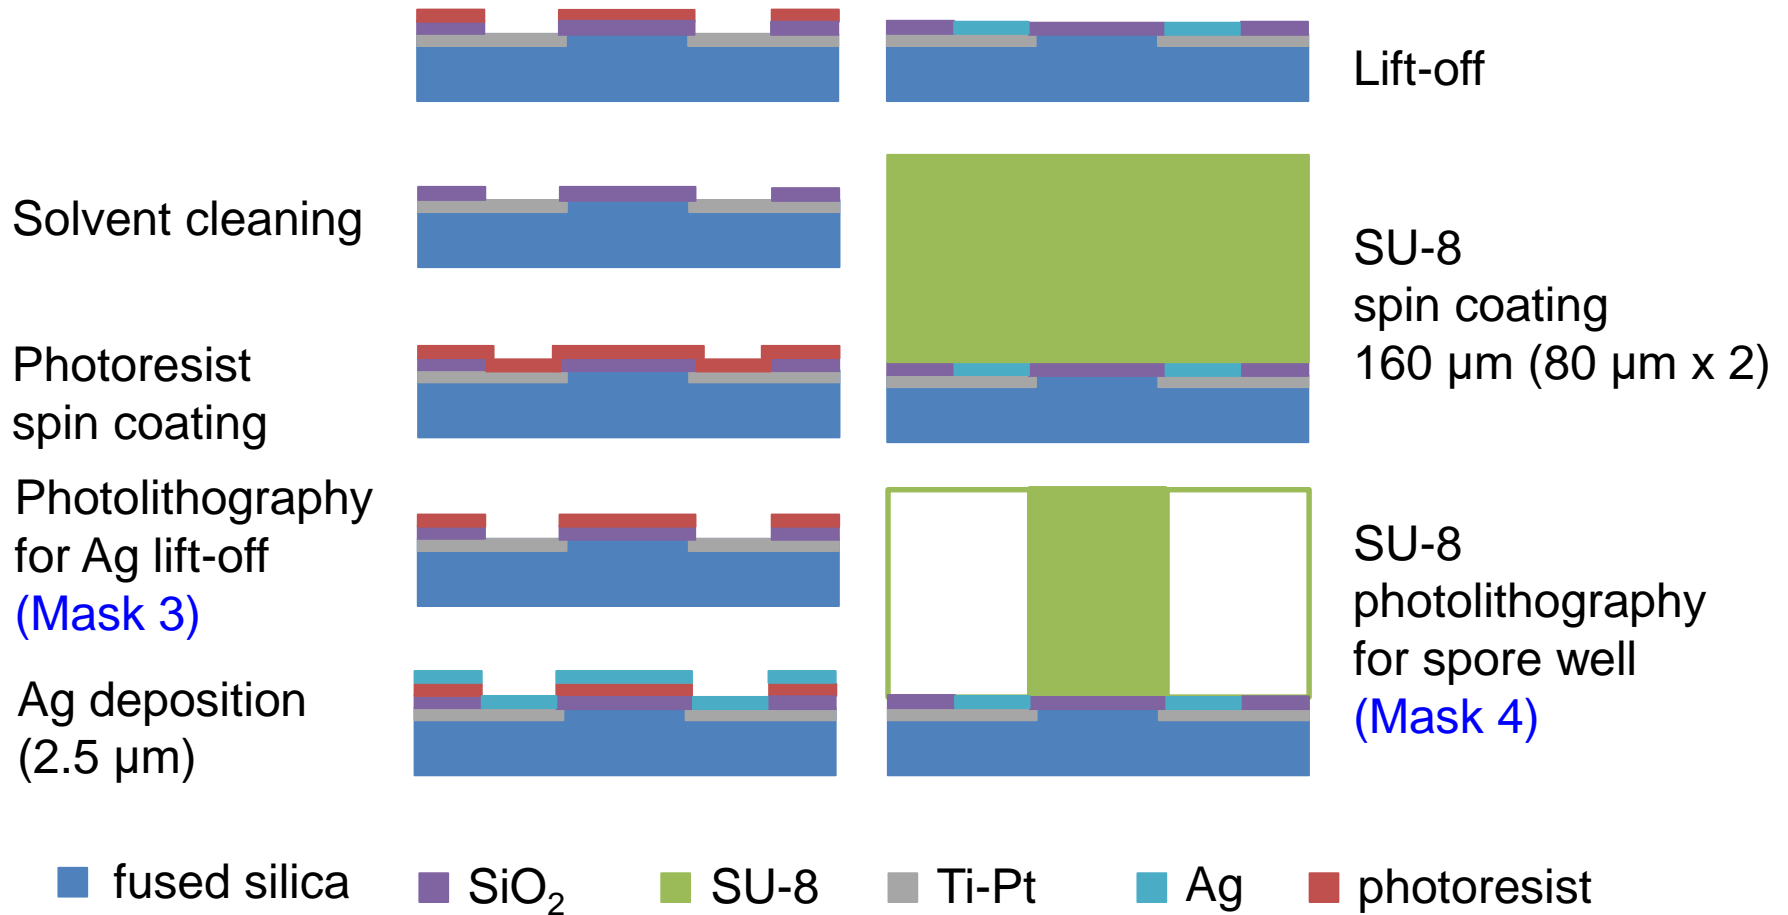 Solvent cleaning
Photoresist
spin coating
Photolithography
for Ag lift-off
(Mask 3)
Ag deposition
(2.5 µm)
Lift-off
SU-8
spin coating
160 µm (80 µm x 2)
SU-8
photolithography
for spore well
(Mask 4)
fused silica SiO₂ SU-8 Ti-Pt Ag photoresist